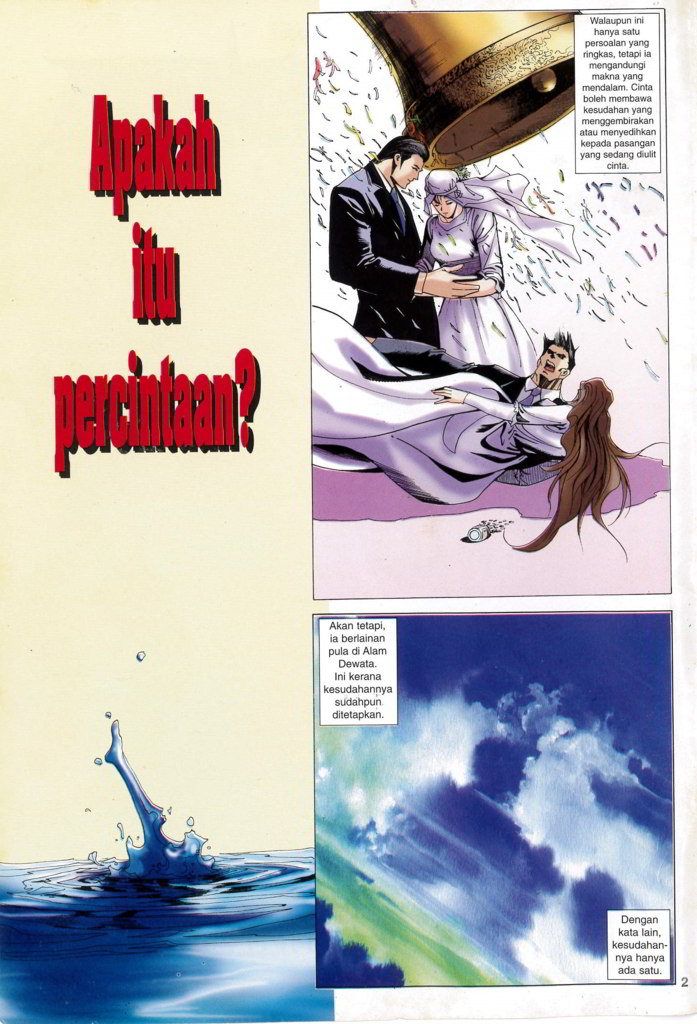 Apakah
itu
percintaan?
Walaupun ini
hanya satu
persoalan yang
ringkas, tetapi ia
mengandungi
makna yang
mendalam. Cinta
boleh membawa
kesudahan yang
menggembirakan
atau menyedihkan
kepada pasangan
yang sedang diulit
cinta.
Akan tetapi,
ia berlainan
pula di Alam
Dewata.
Ini kerana
kesudahannya
sudahpun
ditetapkan.
Dengan
kata lain,
kesudahan-
nya hanya
ada satu.
2